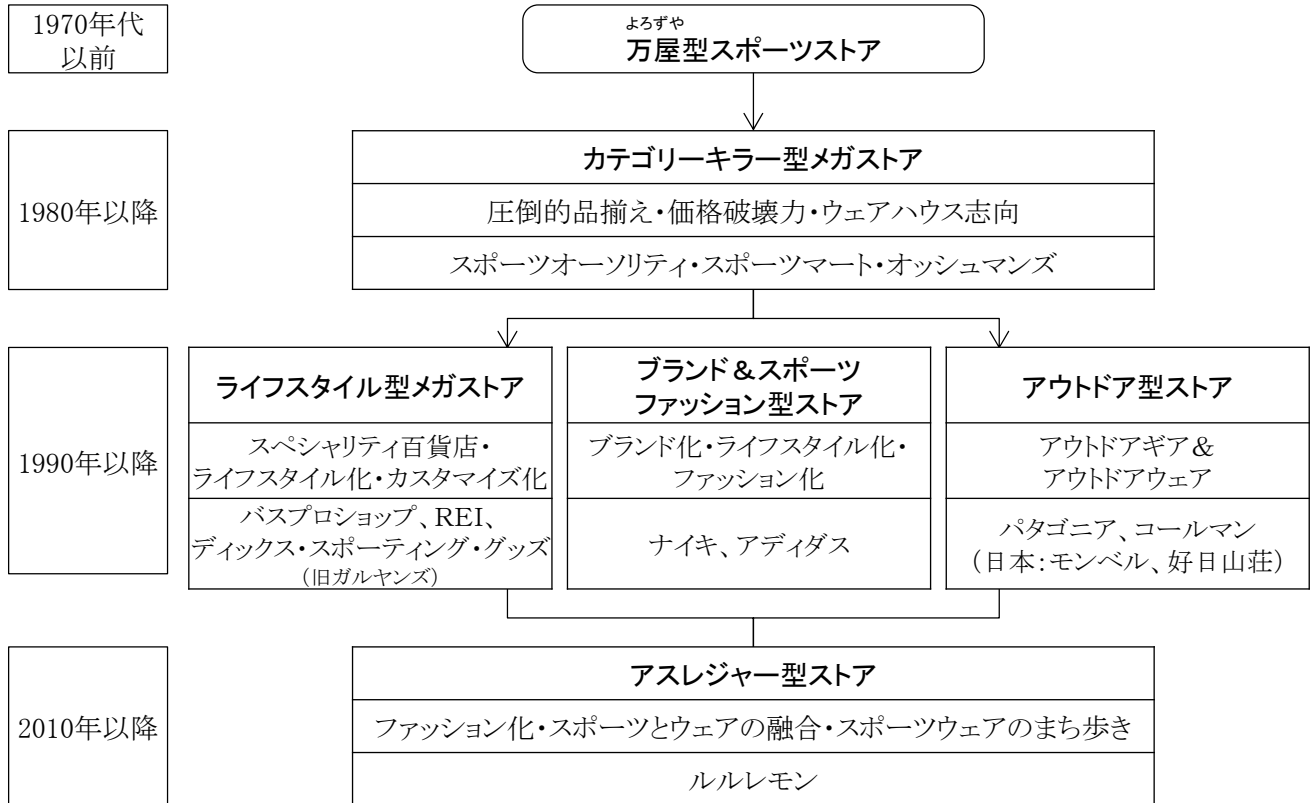 1970年代
以前
よろずや
万屋型スポーツストア
1980年以降
カテゴリーキラー型メガストア
圧倒的品揃え・価格破壊力・ウェアハウス志向
スポーツオーソリティ・スポーツマート・オッシュマンズ
1990年以降
ライフスタイル型メガストア
スペシャリティ百貨店・
ライフスタイル化・カスタマイズ化
バスプロショップ、REI、
ディックス・スポーティング・グッズ
（旧ガルヤンズ）
ブランド＆スポーツ
ファッション型ストア
ブランド化・ライフスタイル化・
ファッション化
ナイキ、アディダス
アウトドア型ストア
アウトドアギア＆
アウトドアウェア
パタゴニア、コールマン
（日本：モンベル、好日山荘）
2010年以降
アスレジャー型ストア
ファッション化・スポーツとウェアの融合・スポーツウェアのまち歩き
ルルレモン